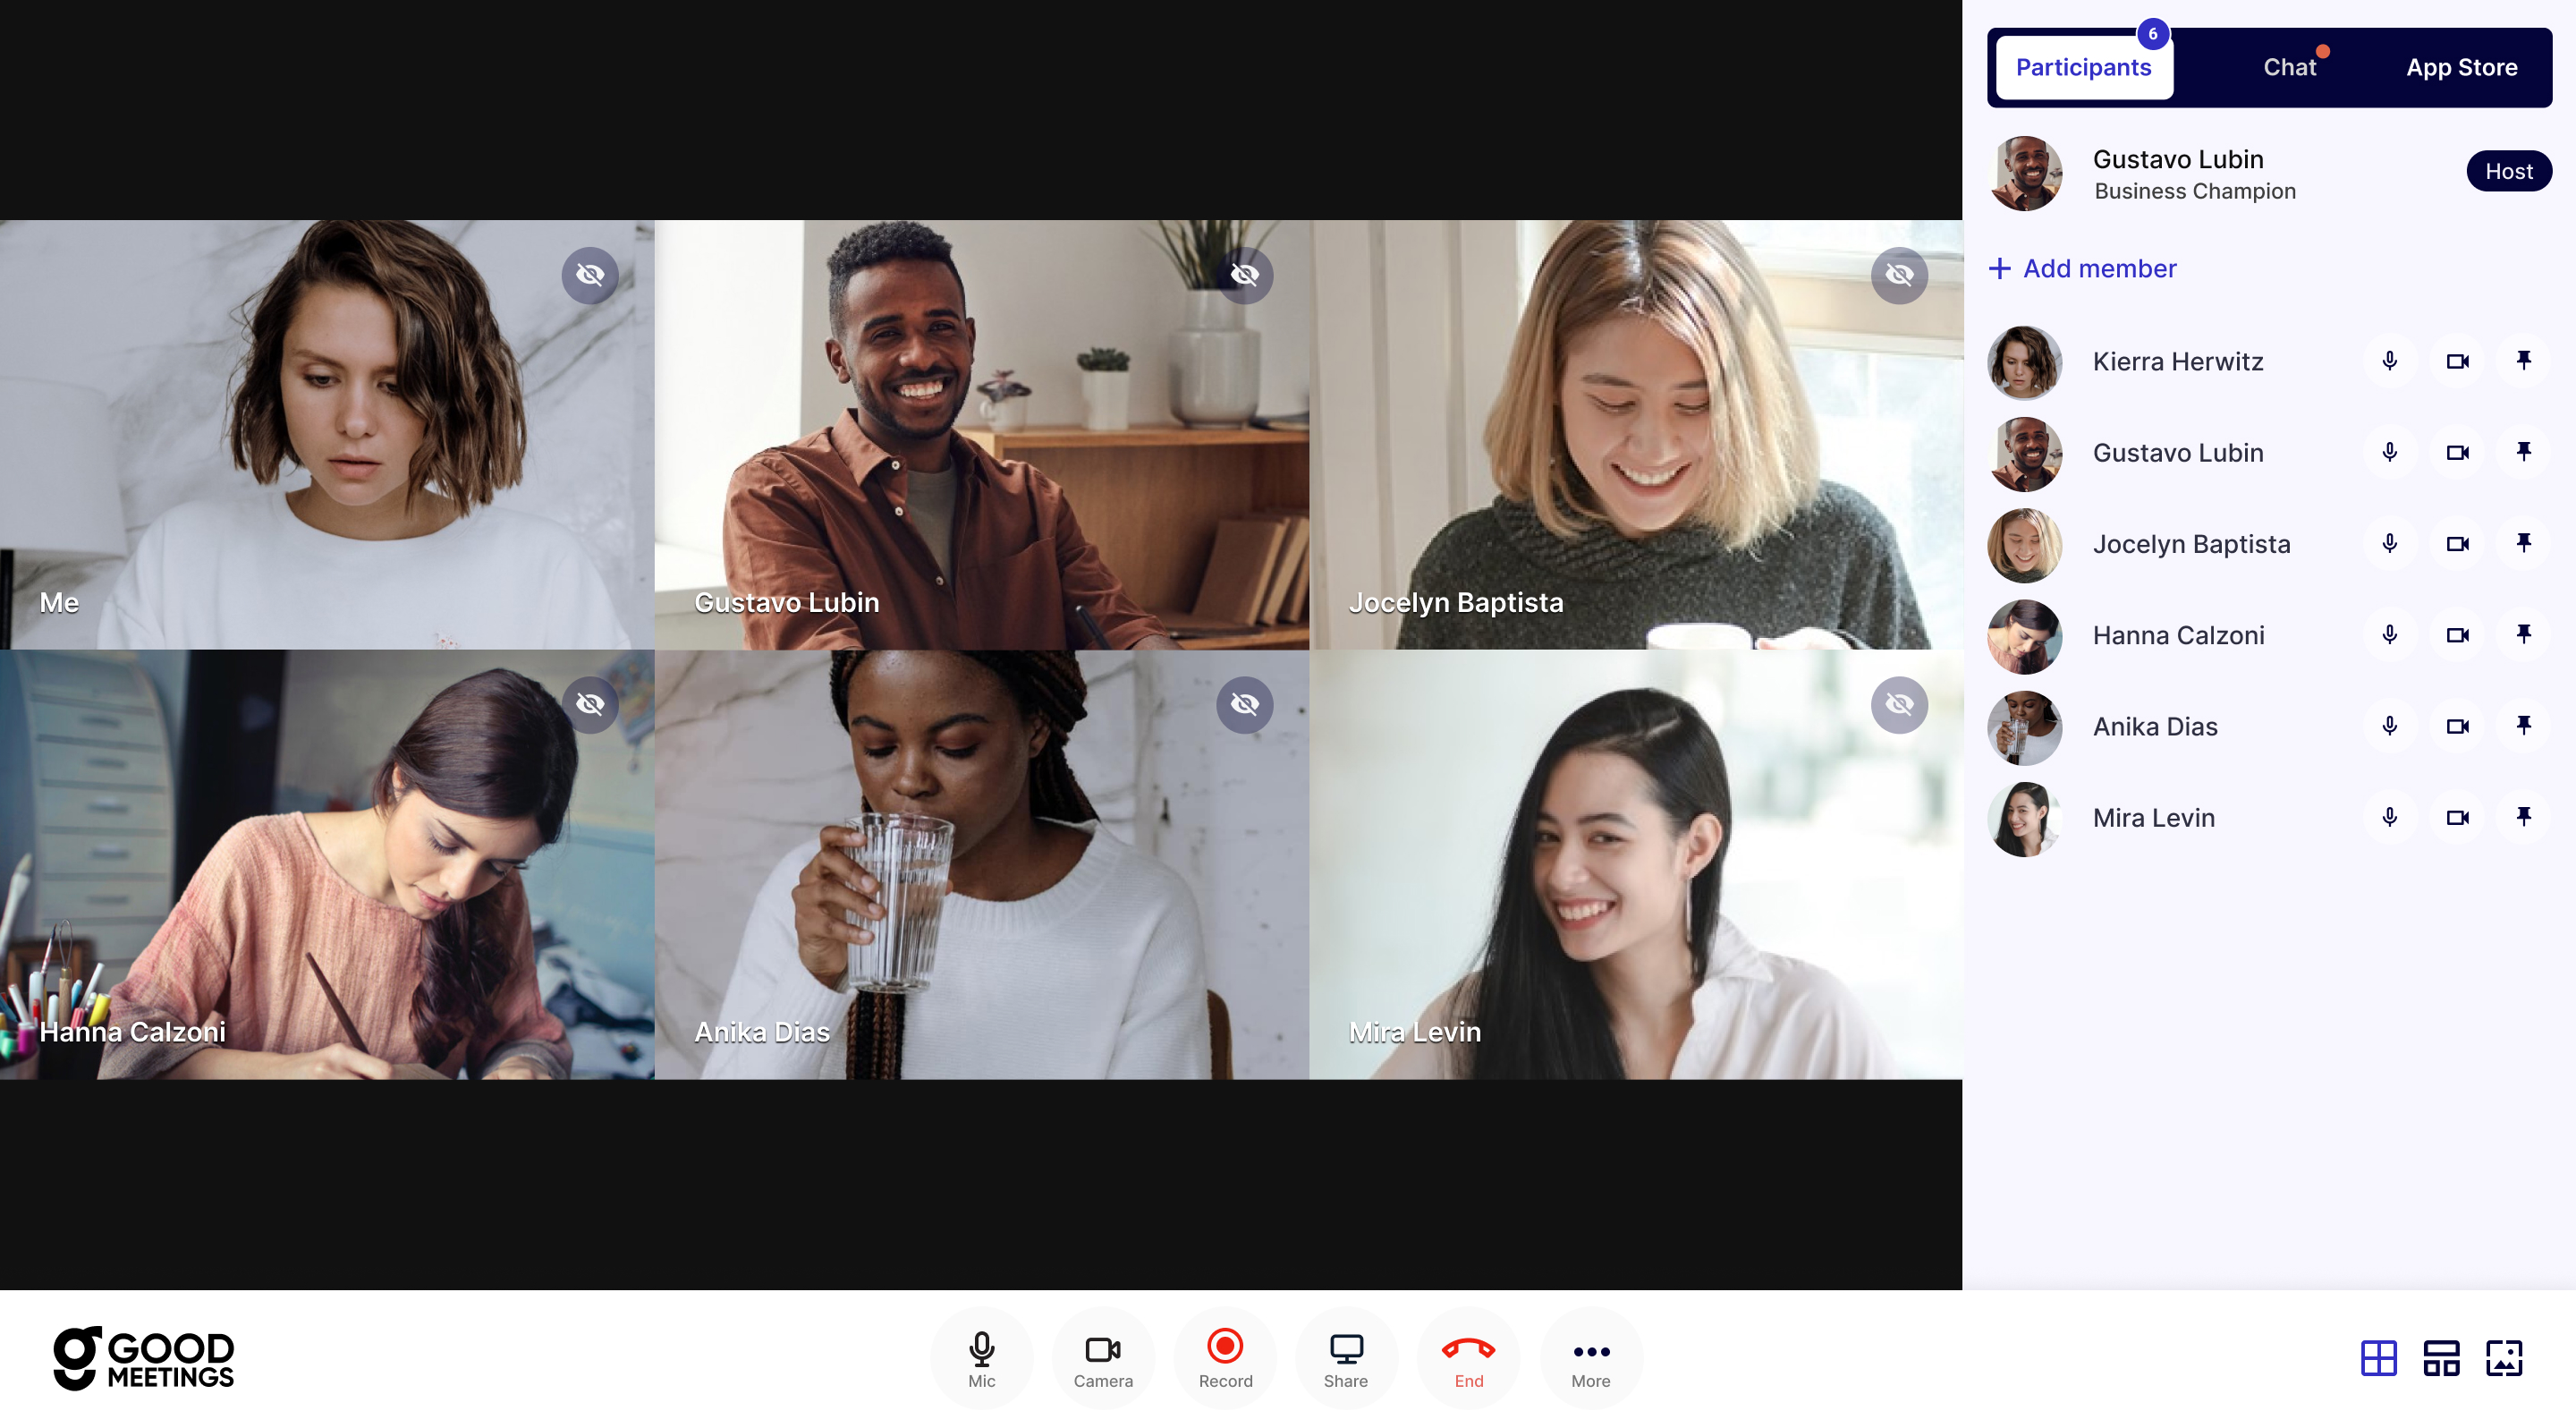 6
Participants
Chat
App Store
Gustavo Lubin
Business Champion
Host
+ Add member
Kierra Herwitz
Gustavo Lubin
Jocelyn Baptista
Hanna Calzoni
Anika Dias
Mira Levin
Me
Gustavo Lubin
Jocelyn Baptista
Hanna Calzoni
Anika Dias
Mira Levin
GOOD
MEETINGS
Mic
Camera
Record
Share
End
More